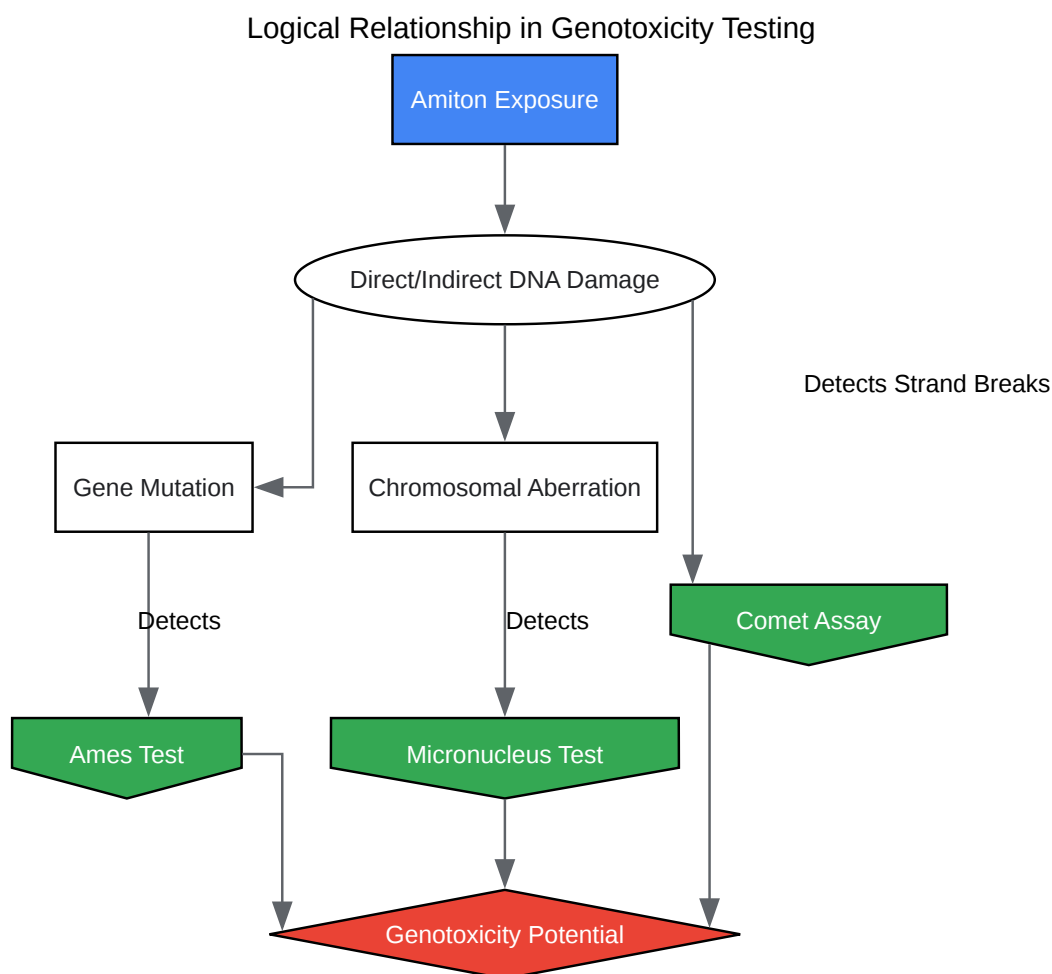 Logical Relationship in Genotoxicity Testing
Amiton Exposure
Direct/Indirect DNA Damage
Detects Strand Breaks
Gene Mutation
Chromosomal Aberration
Detects
Detects
Comet Assay
Ames Test
Micronucleus Test
Genotoxicity Potential